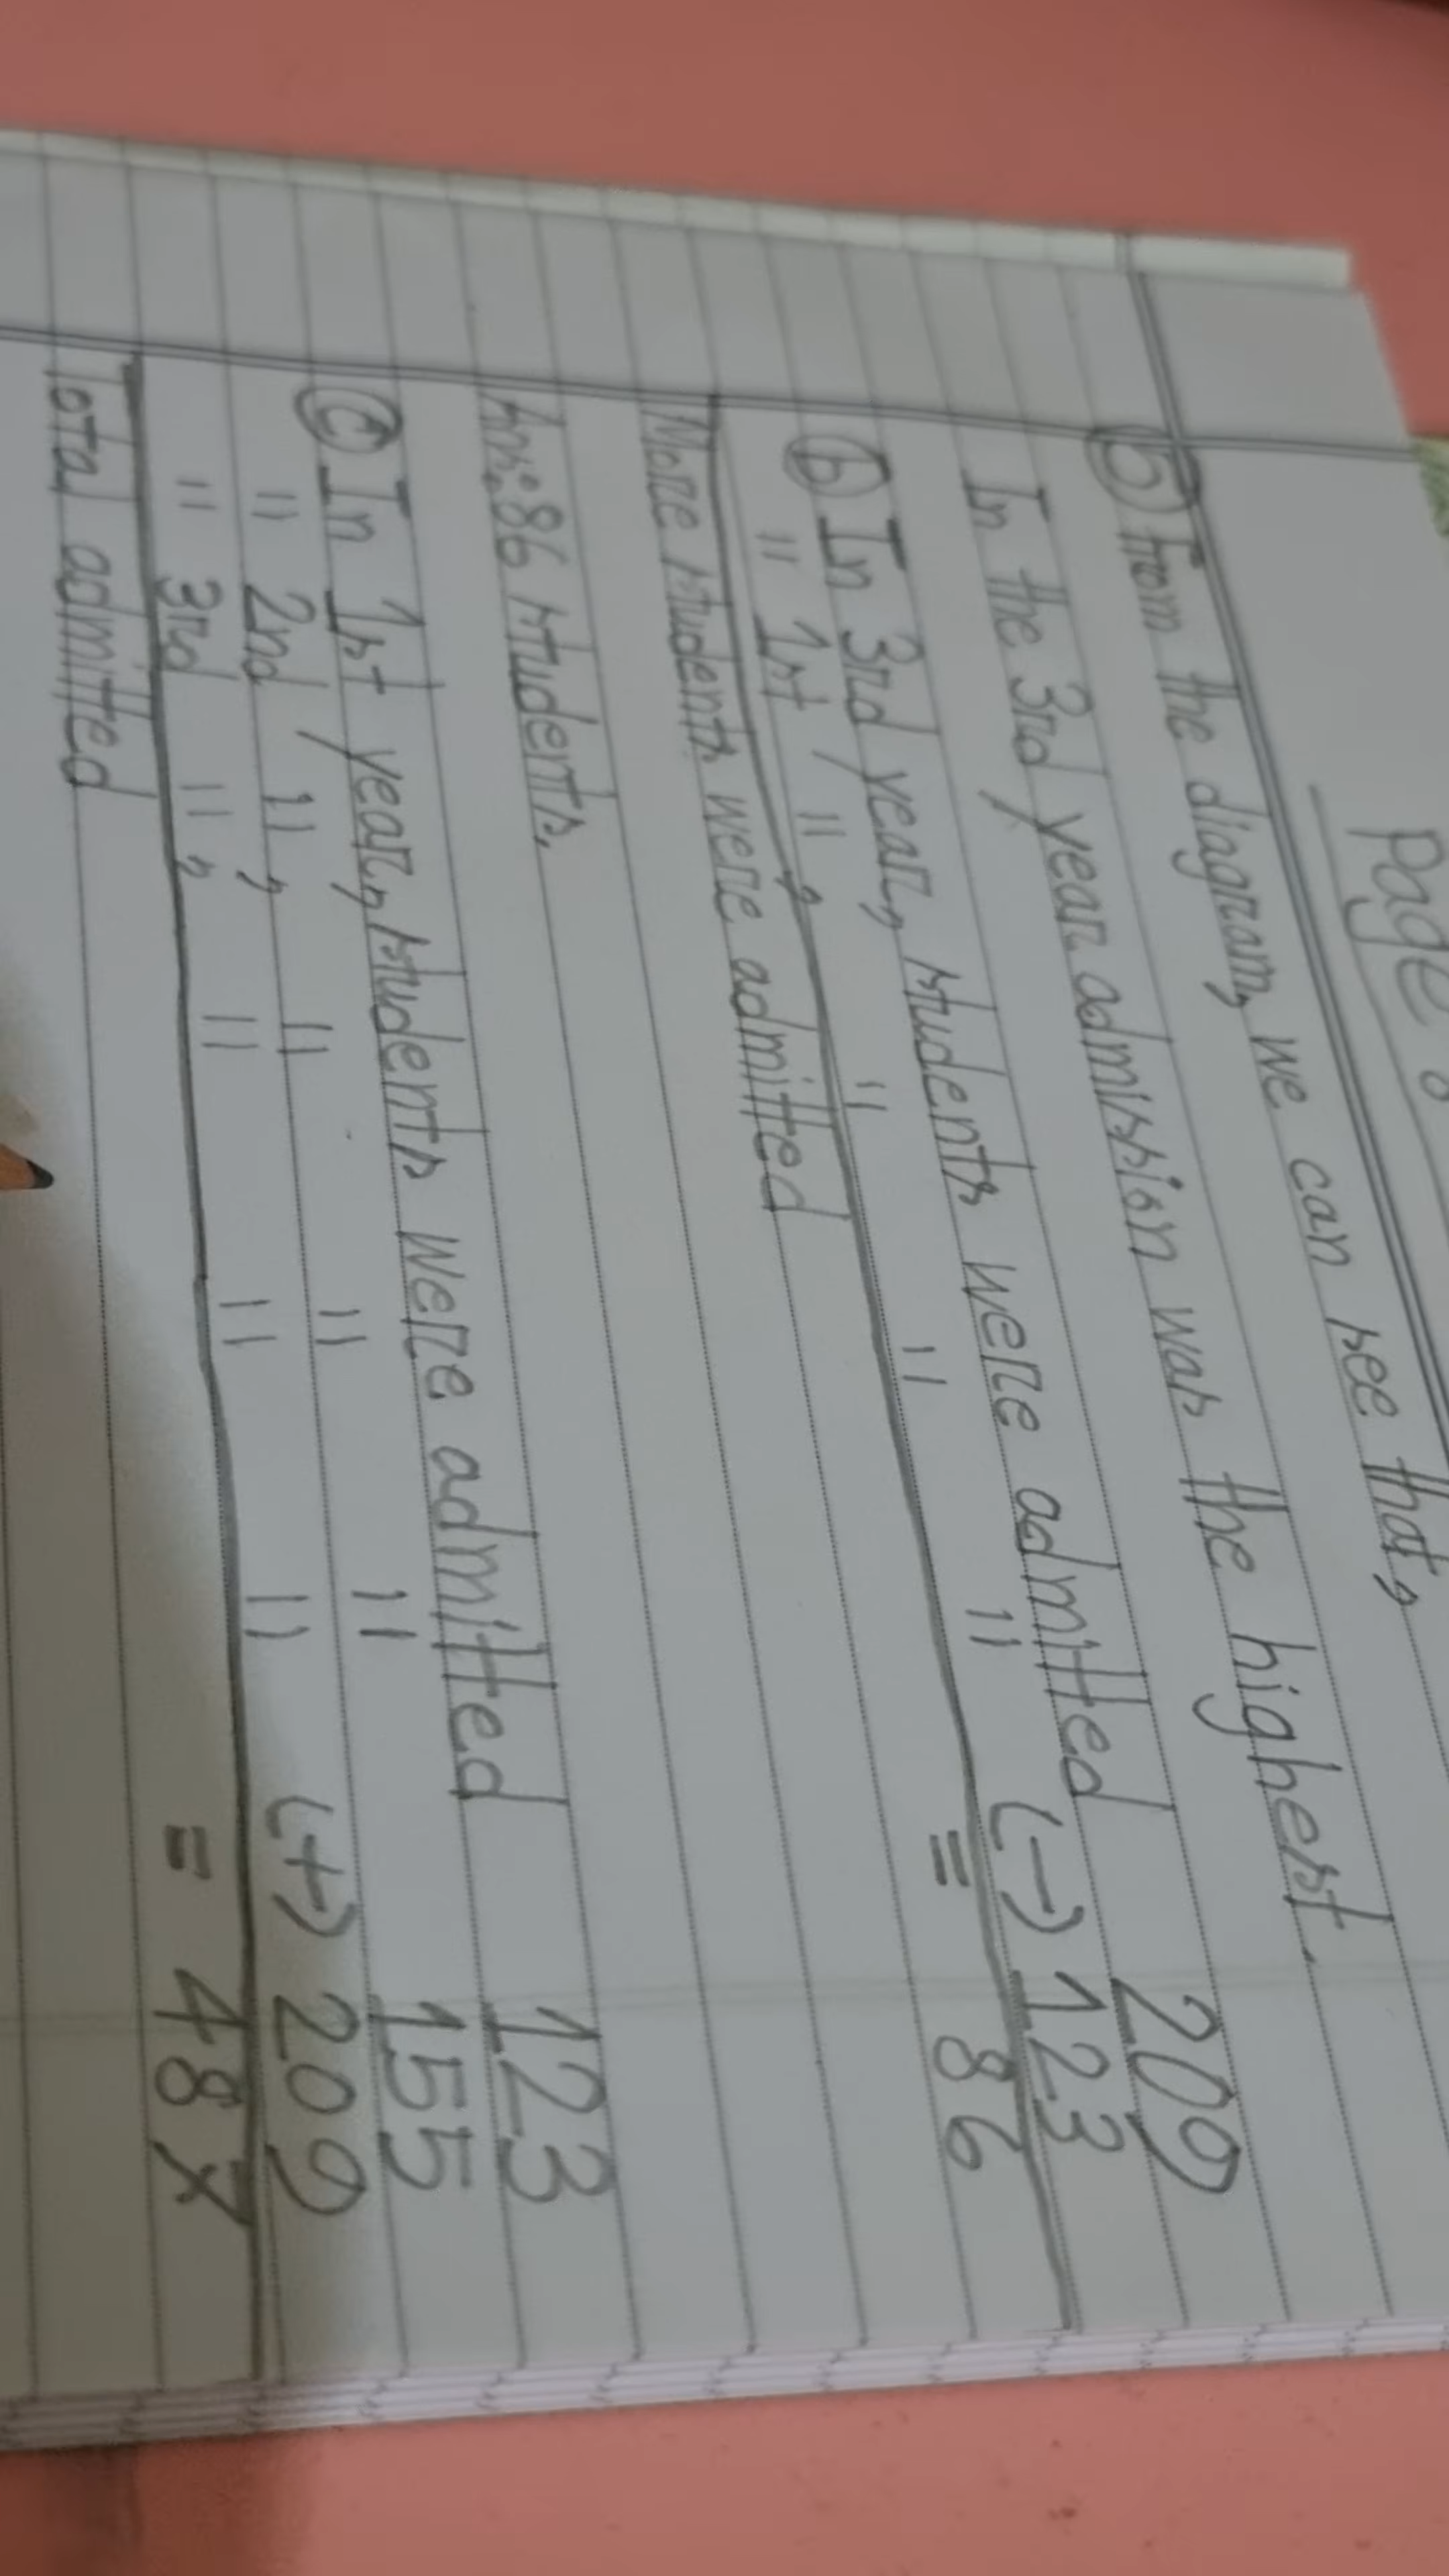 Page
⑤ From the diagram, we can see that,
In the 3rd year admission was the highest.
ⓑ In 3rd year, students were admitted 209
" 1st " , " " " (-) 123
More students were admitted = 86
Ans: 86 students.
ⓒ In 1st year, students were admitted 123
" 2nd " , " " " 155
" 3rd " , " " " (+) 209
Total admitted = 487